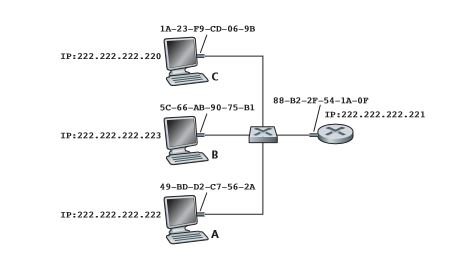 1A-23-F9-CD-06-9B
IP:222.222.222.220
C
88-B2-2F-54-1A-0F
5C-66-AB-90-75-B1
IP:222.222.222.221
IP:222.222.222.223
B
49-BD-D2-C7-56-2A
IP:222.222.222.222
A